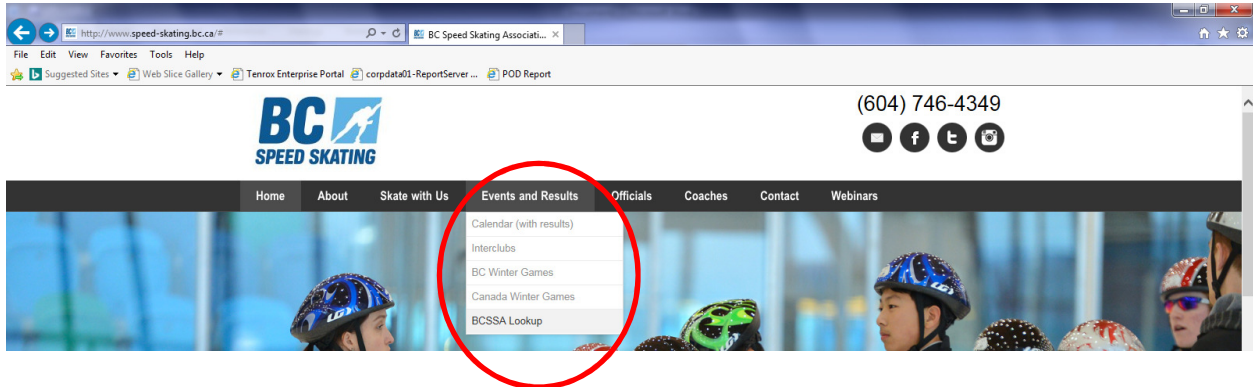 http://www.speed-skating.bc.ca/#
BC Speed Skating Associati...
File Edit View Favorites Tools Help
Suggested Sites Web Slice Gallery Tenrox Enterprise Portal corpdata01-ReportServer ... POD Report
BC
SPEED SKATING
(604) 746-4349
Home About Skate with Us Events and Results Officials Coaches Contact Webinars
Calendar (with results)
Interclubs
BC Winter Games
Canada Winter Games
BCSSA Lookup
LG